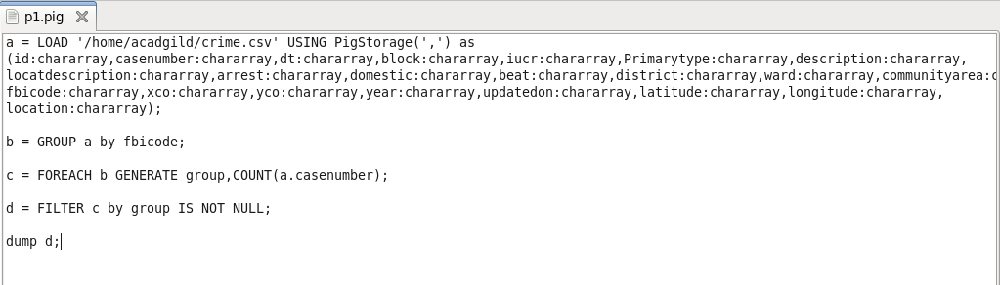 p1.pig
a = LOAD '/home/acadgild/crime.csv' USING PigStorage(',') as
(id:chararray,casenumber:chararray,dt:chararray,block:chararray,iucr:chararray,Primarytype:chararray,description:chararray,
locatdescription:chararray,arrest:chararray,domestic:chararray,beat:chararray,district:chararray,ward:chararray,communityarea:c
fbicode:chararray,xco:chararray,yco:chararray,year:chararray,updatedon:chararray,latitude:chararray,longitude:chararray,
location:chararray);
b = GROUP a by fbicode;
c = FOREACH b GENERATE group,COUNT(a.casenumber);
d = FILTER c by group IS NOT NULL;
dump d;